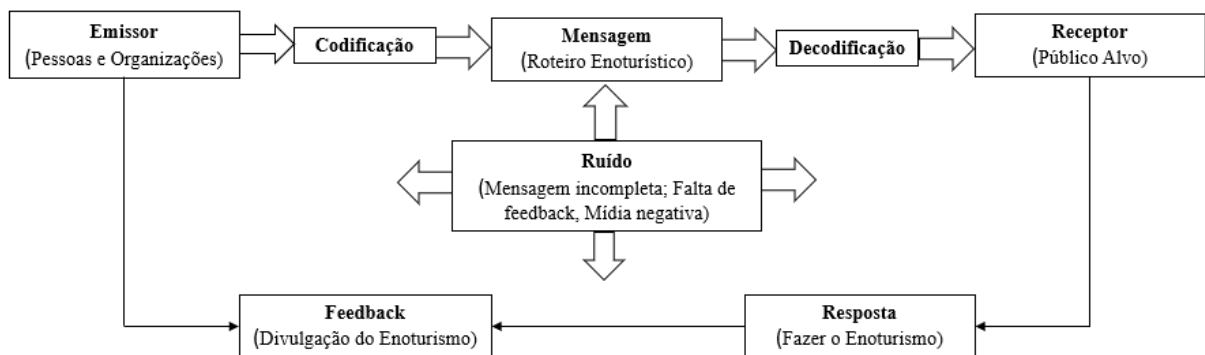 Emissor
(Pessoas e Organizações)
Codificação
Mensagem
(Roteiro Enoturístico)
Decodificação
Receptor
(Público Alvo)
Ruído
(Mensagem incompleta; Falta de
feedback, Mídia negativa)
Feedback
(Divulgação do Enoturismo)
Resposta
(Fazer o Enoturismo)